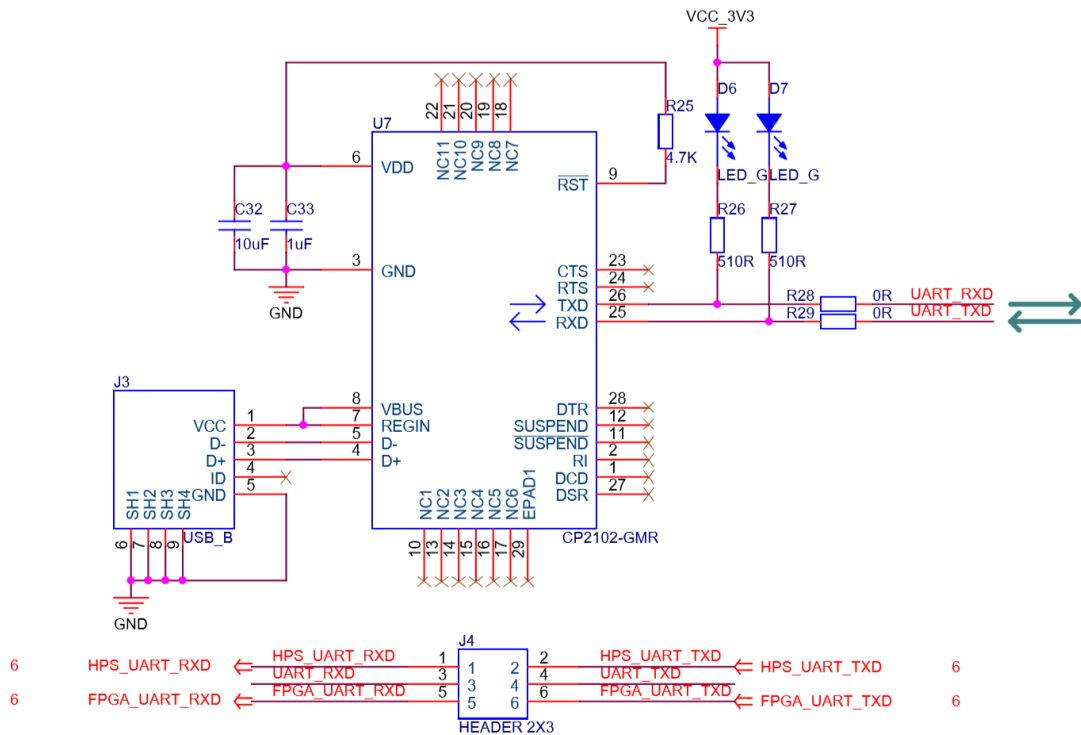 VCC_3V3
D6 D7
22 21 20 19 18
R25
U7
4.7K
LED_G LED_G
6 VDD NC11 NC10 NC9 NC8 NC7
RST 9
C32 C33
10uF 1uF
R26 R27
510R 510R
3 GND
GND
CTS 23
RTS 24
TXD 26 R28 0R UART_RXD
RXD 25 R29 0R UART_TXD
J3
VCC 1 8 VBUS
D- 2 7 REGIN
D+ 3 5 D-
ID 4 4 D+
GND 5
DTR 28
SUSPEND 12
SUSPEND 11
RI 2
DCD 1
DSR 27
SH1 SH2 SH3 SH4
USB_B
6 7 8 9
NC1 NC2 NC3 NC4 NC5 NC6 EPAD1
CP2102-GMR
10 13 14 15 16 17 29
GND
J4
6 HPS_UART_RXD HPS_UART_RXD 1 1 2 2 HPS_UART_TXD HPS_UART_TXD 6
UART_RXD 3 3 4 4 UART_TXD
6 FPGA_UART_RXD FPGA_UART_RXD 5 5 6 6 FPGA_UART_TXD FPGA_UART_TXD 6
HEADER 2X3